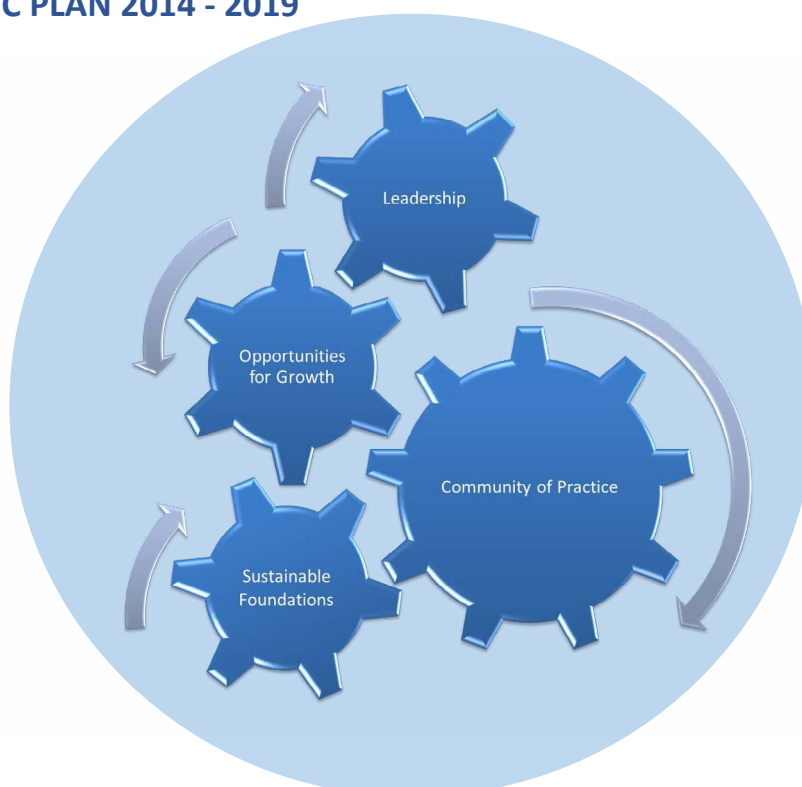 C PLAN 2014 - 2019
Leadership
Opportunities
for Growth
Community of Practice
Sustainable
Foundations